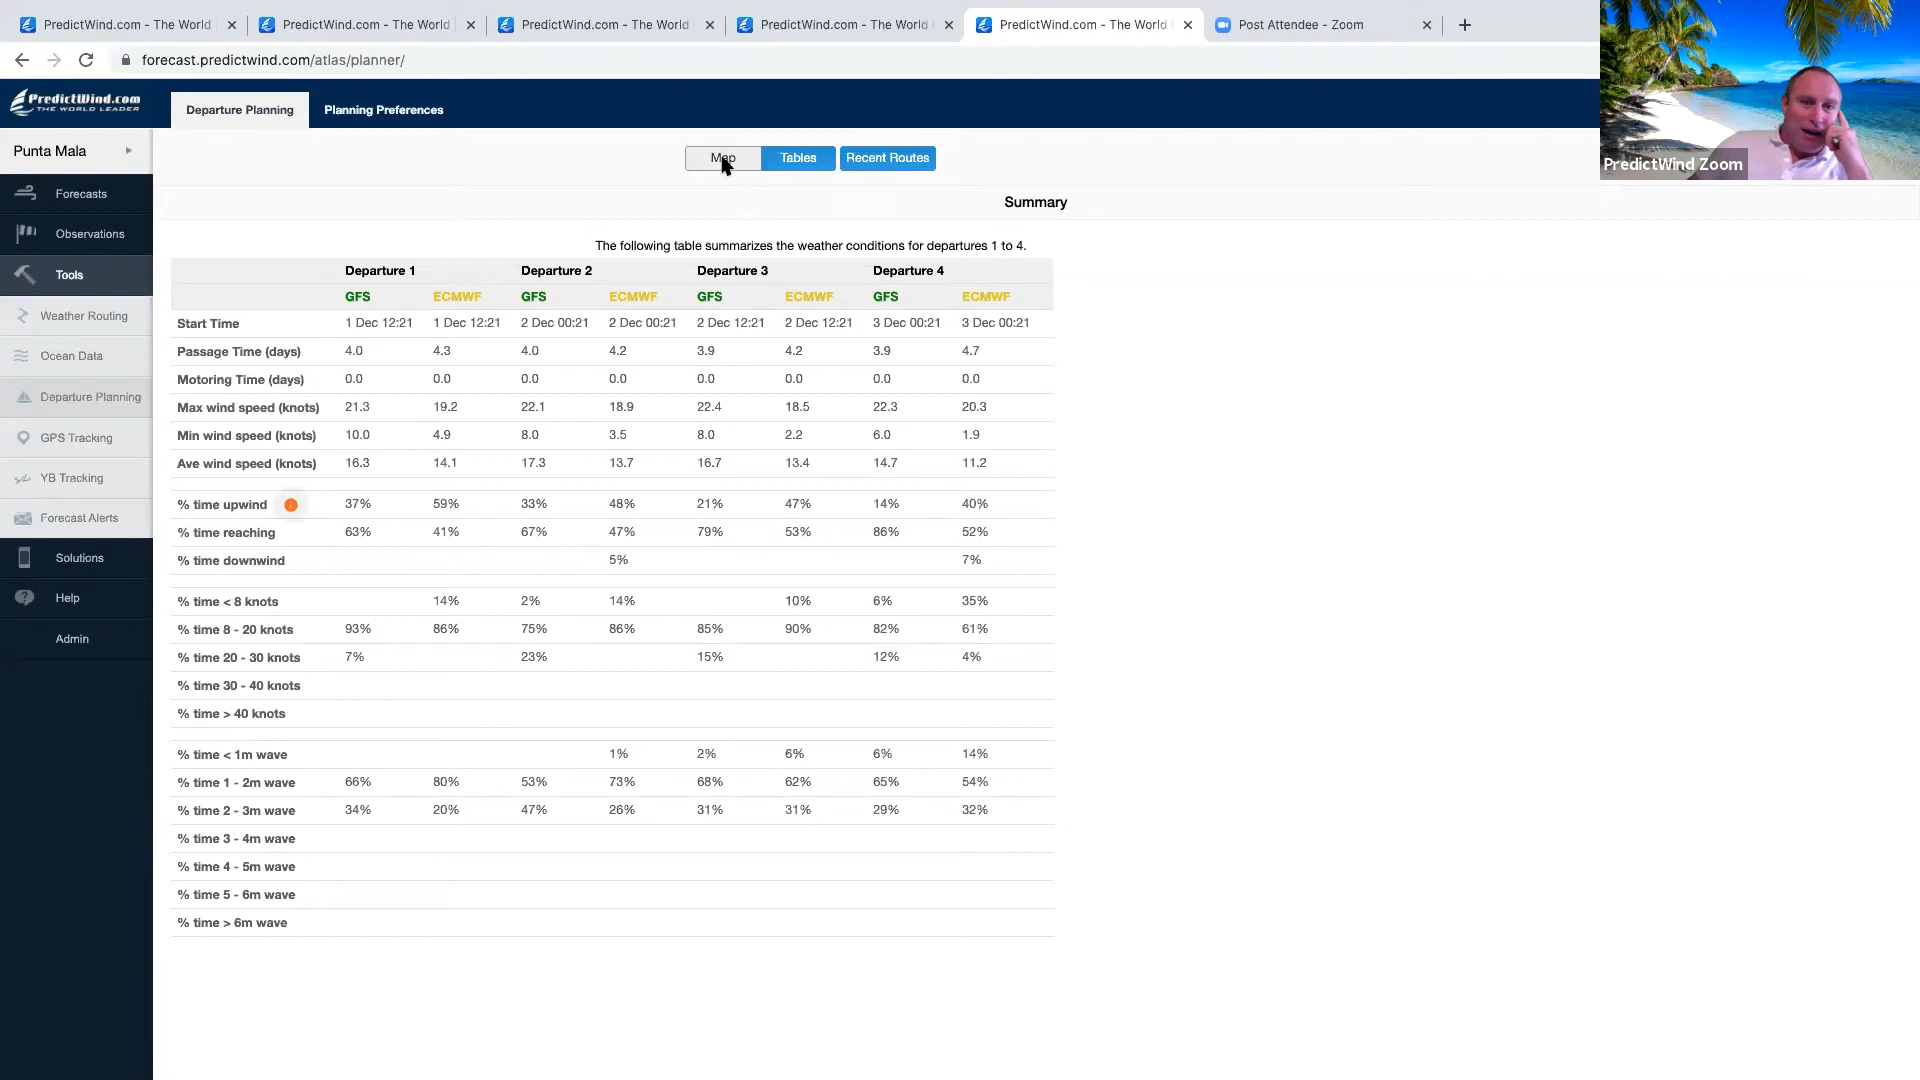 PredictWind.com - The World
PredictWind.com - The World
PredictWind.com - The World
PredictWind.com - The World
PredictWind.com - The World
Post Attendee - Zoom
forecast.predictwind.com/atlas/planner/
PredictWind.com
THE WORLD LEADER
Departure Planning
Planning Preferences
PredictWind Zoom
Punta Mala
Forecasts
Observations
Tools
Weather Routing
Ocean Data
Departure Planning
GPS Tracking
YB Tracking
Forecast Alerts
Solutions
Help
Admin
Map Tables Recent Routes
Summary
The following table summarizes the weather conditions for departures 1 to 4.
Departure 1 Departure 2 Departure 3 Departure 4
GFS ECMWF GFS ECMWF GFS ECMWF GFS ECMWF
Start Time 1 Dec 12:21 1 Dec 12:21 2 Dec 00:21 2 Dec 00:21 2 Dec 12:21 2 Dec 12:21 3 Dec 00:21 3 Dec 00:21
Passage Time (days) 4.0 4.3 4.0 4.2 3.9 4.2 3.9 4.7
Motoring Time (days) 0.0 0.0 0.0 0.0 0.0 0.0 0.0 0.0
Max wind speed (knots) 21.3 19.2 22.1 18.9 22.4 18.5 22.3 20.3
Min wind speed (knots) 10.0 4.9 8.0 3.5 8.0 2.2 6.0 1.9
Ave wind speed (knots) 16.3 14.1 17.3 13.7 16.7 13.4 14.7 11.2
% time upwind 37% 59% 33% 48% 21% 47% 14% 40%
% time reaching 63% 41% 67% 47% 79% 53% 86% 52%
% time downwind 5% 7%
% time < 8 knots 14% 2% 14% 10% 6% 35%
% time 8 - 20 knots 93% 86% 75% 86% 85% 90% 82% 61%
% time 20 - 30 knots 7% 23% 15% 12% 4%
% time 30 - 40 knots
% time > 40 knots
% time < 1m wave 1% 2% 6% 6% 14%
% time 1 - 2m wave 66% 80% 53% 73% 68% 62% 65% 54%
% time 2 - 3m wave 34% 20% 47% 26% 31% 31% 29% 32%
% time 3 - 4m wave
% time 4 - 5m wave
% time 5 - 6m wave
% time > 6m wave